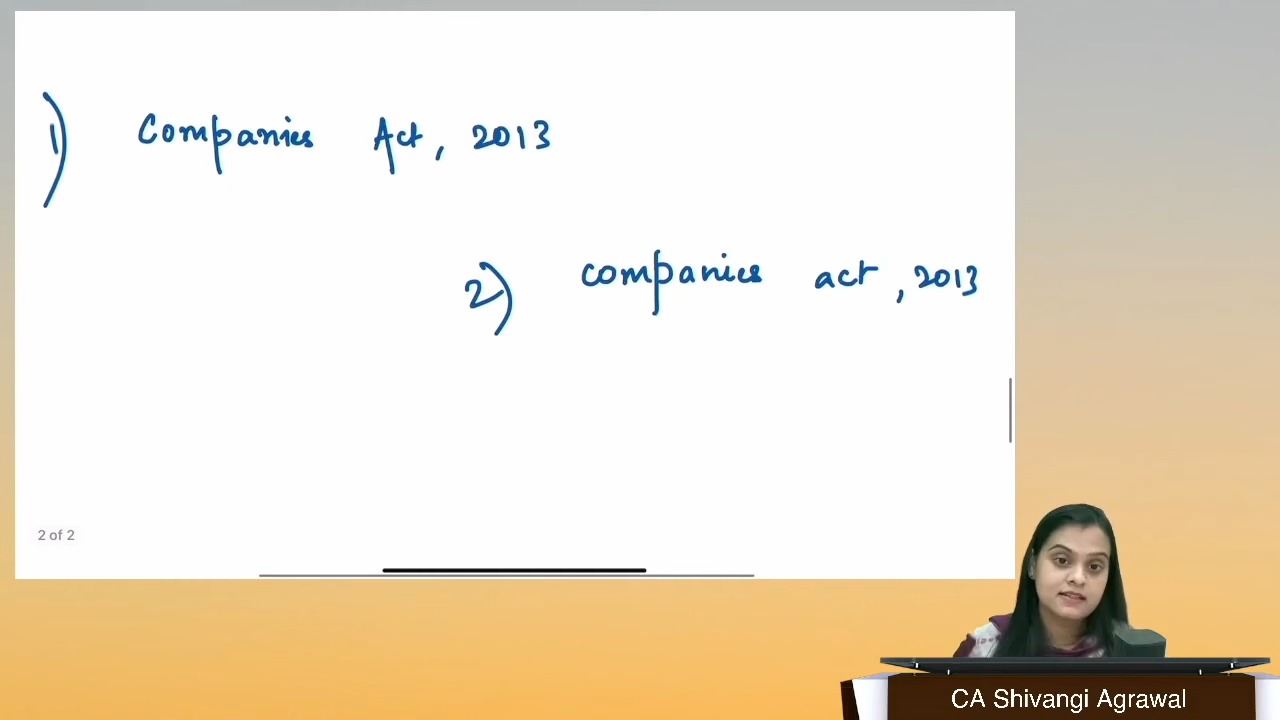 1) Companies Act, 2013
2) companies act, 2013
2 of 2
CA Shivangi Agrawal